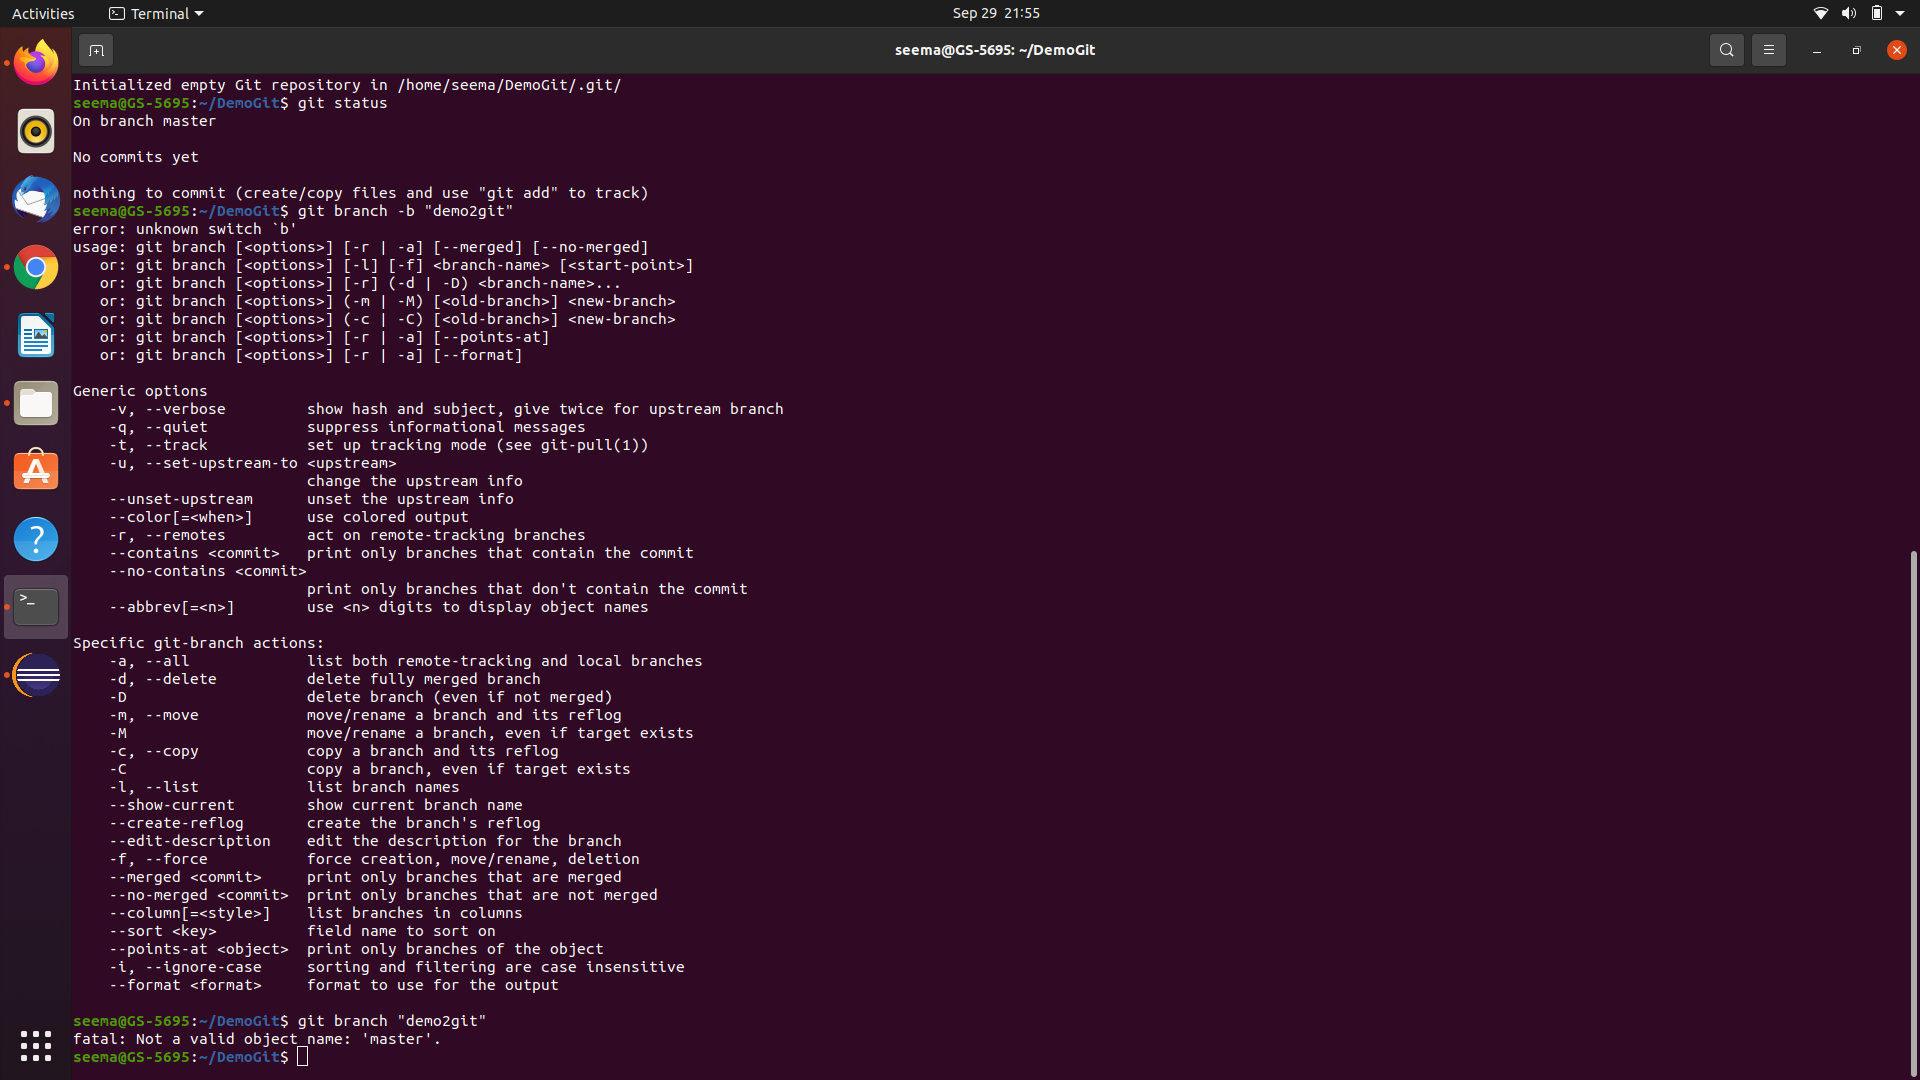 Activities
Terminal
Sep 29 21:55
seema@GS-5695: ~/DemoGit
Initialized empty Git repository in /home/seema/DemoGit/.git/
seema@GS-5695:~/DemoGit$ git status
On branch master
No commits yet
nothing to commit (create/copy files and use "git add" to track)
seema@GS-5695:~/DemoGit$ git branch -b "demo2git"
error: unknown switch `b'
usage: git branch [<options>] [-r | -a] [--merged] [--no-merged]
   or: git branch [<options>] [-l] [-f] <branch-name> [<start-point>]
   or: git branch [<options>] [-r] (-d | -D) <branch-name>...
   or: git branch [<options>] (-m | -M) [<old-branch>] <new-branch>
   or: git branch [<options>] (-c | -C) [<old-branch>] <new-branch>
   or: git branch [<options>] [-r | -a] [--points-at]
   or: git branch [<options>] [-r | -a] [--format]
Generic options
    -v, --verbose         show hash and subject, give twice for upstream branch
    -q, --quiet           suppress informational messages
    -t, --track           set up tracking mode (see git-pull(1))
    -u, --set-upstream-to <upstream>
                          change the upstream info
    --unset-upstream      unset the upstream info
    --color[=<when>]      use colored output
    -r, --remotes         act on remote-tracking branches
    --contains <commit>   print only branches that contain the commit
    --no-contains <commit>
                          print only branches that don't contain the commit
    --abbrev[=<n>]        use <n> digits to display object names
Specific git-branch actions:
    -a, --all             list both remote-tracking and local branches
    -d, --delete          delete fully merged branch
    -D                    delete branch (even if not merged)
    -m, --move            move/rename a branch and its reflog
    -M                    move/rename a branch, even if target exists
    -c, --copy            copy a branch and its reflog
    -C                    copy a branch, even if target exists
    -l, --list            list branch names
    --show-current        show current branch name
    --create-reflog       create the branch's reflog
    --edit-description    edit the description for the branch
    -f, --force           force creation, move/rename, deletion
    --merged <commit>     print only branches that are merged
    --no-merged <commit>  print only branches that are not merged
    --column[=<style>]    list branches in columns
    --sort <key>          field name to sort on
    --points-at <object>  print only branches of the object
    -i, --ignore-case     sorting and filtering are case insensitive
    --format <format>     format to use for the output
seema@GS-5695:~/DemoGit$ git branch "demo2git"
fatal: Not a valid object name: 'master'.
seema@GS-5695:~/DemoGit$